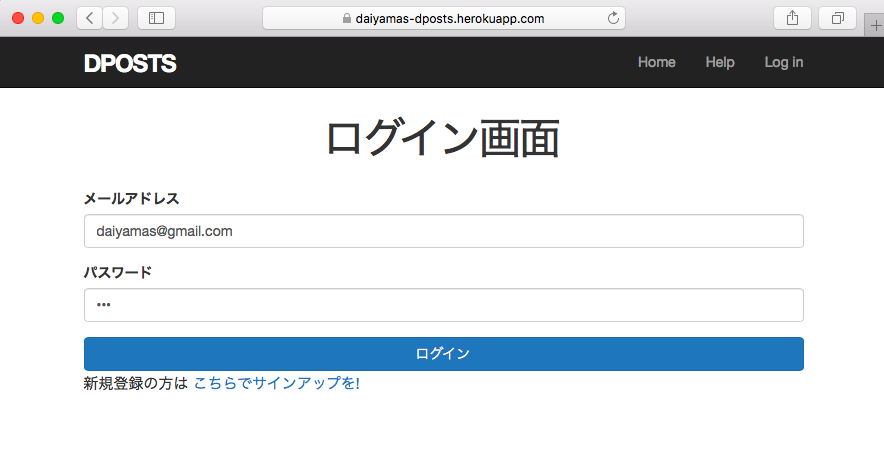 daiyamas-dposts.herokuapp.com
DPOSTS
Home Help Log in
ログイン画面
メールアドレス
daiyamas@gmail.com
パスワード
•••
ログイン
新規登録の方は こちらでサインアップを!